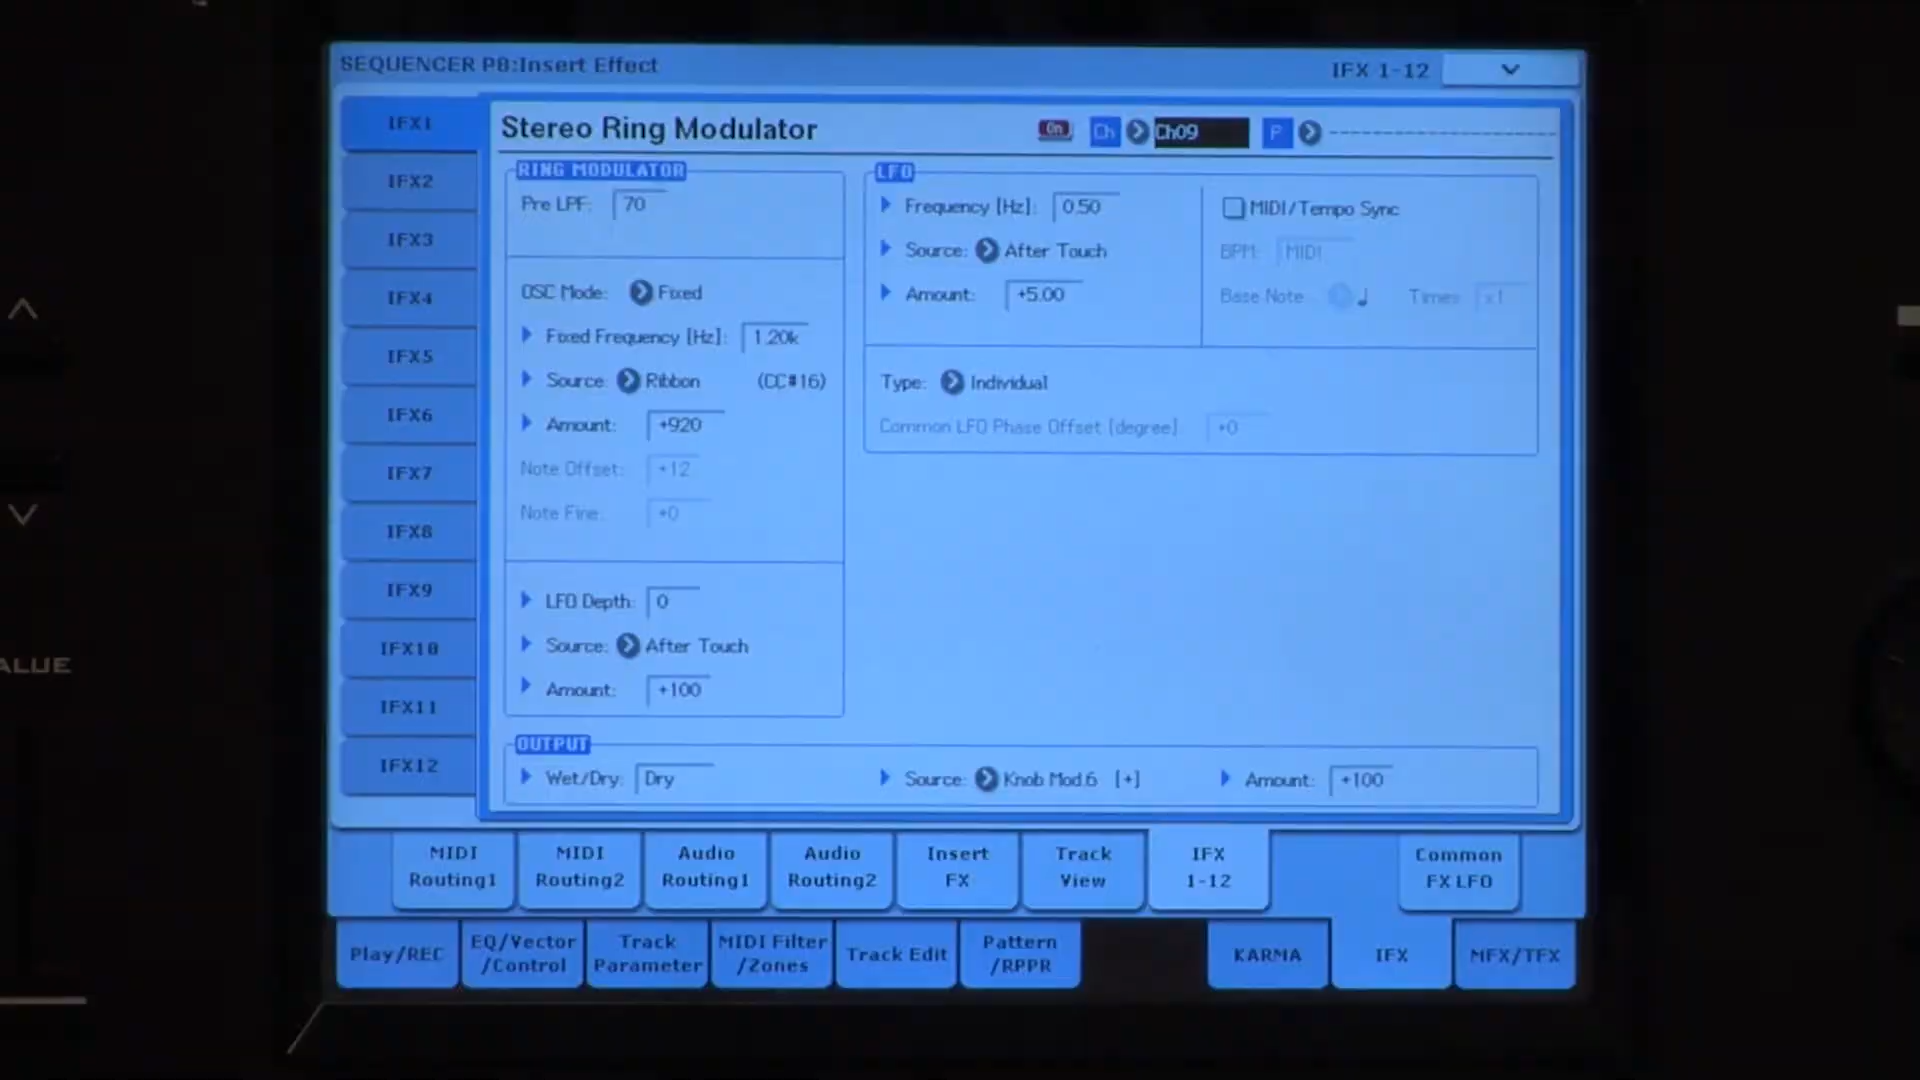 SEQUENCER P8:Insert Effect
IFX 1-12
IFX1
IFX2
IFX3
IFX4
IFX5
IFX6
IFX7
IFX8
IFX9
IFX10
IFX11
IFX12
Stereo Ring Modulator
On
Ch
Ch09
P
RING MODULATOR
Pre LPF: 70
OSC Mode: Fixed
Fixed Frequency [Hz]: 1.20k
Source: Ribbon (CC#16)
Amount: +920
Note Offset: +12
Note Fine: +0
LFO Depth: 0
Source: After Touch
Amount: +100
LFO
Frequency [Hz]: 0.50
Source: After Touch
Amount: +5.00
MIDI/Tempo Sync
BPM: MIDI
Base Note ♩ Times x1
Type: Individual
Common LFO Phase Offset [degree] +0
OUTPUT
Wet/Dry: Dry
Source: Knob Mod.6 [+]
Amount: +100
MIDI Routing1
MIDI Routing2
Audio Routing1
Audio Routing2
Insert FX
Track View
IFX 1-12
Common FX LFO
Play/REC
EQ/Vector /Control
Track Parameter
MIDI Filter /Zones
Track Edit
Pattern /RPPR
KARMA
IFX
MFX/TFX
ALUE